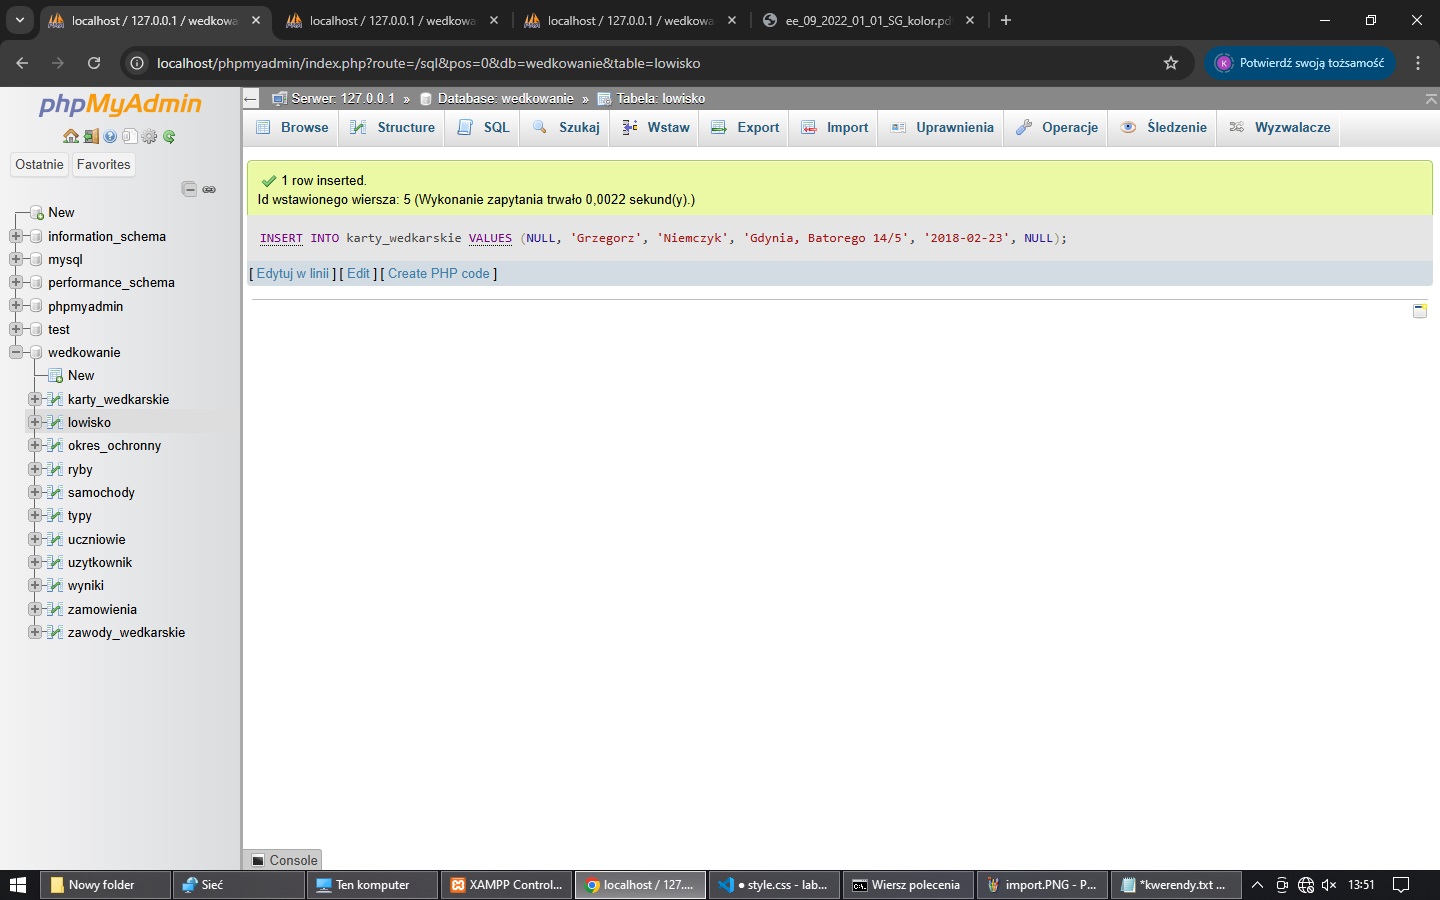 localhost / 127.0.0.1 / wedkowa
localhost / 127.0.0.1 / wedkowa
localhost / 127.0.0.1 / wedkowa
ee_09_2022_01_01_SG_kolor.pd
localhost/phpmyadmin/index.php?route=/sql&pos=0&db=wedkowanie&table=lowisko
K
Potwierdź swoją tożsamość
phpMyAdmin
Ostatnie
Favorites
New
information_schema
mysql
performance_schema
phpmyadmin
test
wedkowanie
New
karty_wedkarskie
lowisko
okres_ochronny
ryby
samochody
typy
uczniowie
uzytkownik
wyniki
zamowienia
zawody_wedkarskie
Serwer: 127.0.0.1 » Database: wedkowanie » Tabela: lowisko
Browse Structure SQL Szukaj Wstaw Export Import Uprawnienia Operacje Śledzenie Wyzwalacze
1 row inserted.
Id wstawionego wiersza: 5 (Wykonanie zapytania trwało 0,0022 sekund(y).)
INSERT INTO karty_wedkarskie VALUES (NULL, 'Grzegorz', 'Niemczyk', 'Gdynia, Batorego 14/5', '2018-02-23', NULL);
[ Edytuj w linii ] [ Edit ] [ Create PHP code ]
Console
Nowy folder
Sieć
Ten komputer
XAMPP Control...
localhost / 127....
● style.css - lab...
Wiersz polecenia
import.PNG - P...
*kwerendy.txt ...
13:51